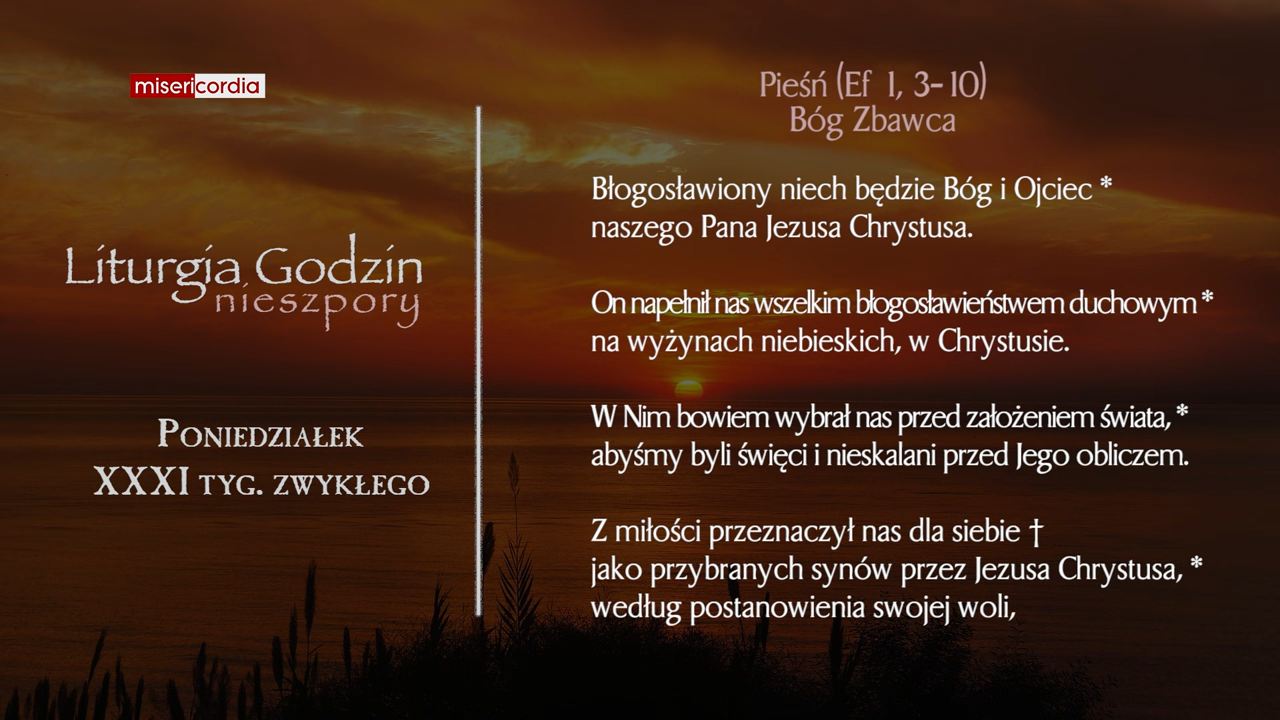 misericordia
Liturgia Godzin
nieszpory
Poniedziałek
XXXI tyg. zwykłego
Pieśń (Ef 1, 3-10)
Bóg Zbawca
Błogosławiony niech będzie Bóg i Ojciec *
naszego Pana Jezusa Chrystusa.
On napełnił nas wszelkim błogosławieństwem duchowym *
na wyżynach niebieskich, w Chrystusie.
W Nim bowiem wybrał nas przed założeniem świata, *
abyśmy byli święci i nieskalani przed Jego obliczem.
Z miłości przeznaczył nas dla siebie †
jako przybranych synów przez Jezusa Chrystusa, *
według postanowienia swojej woli,